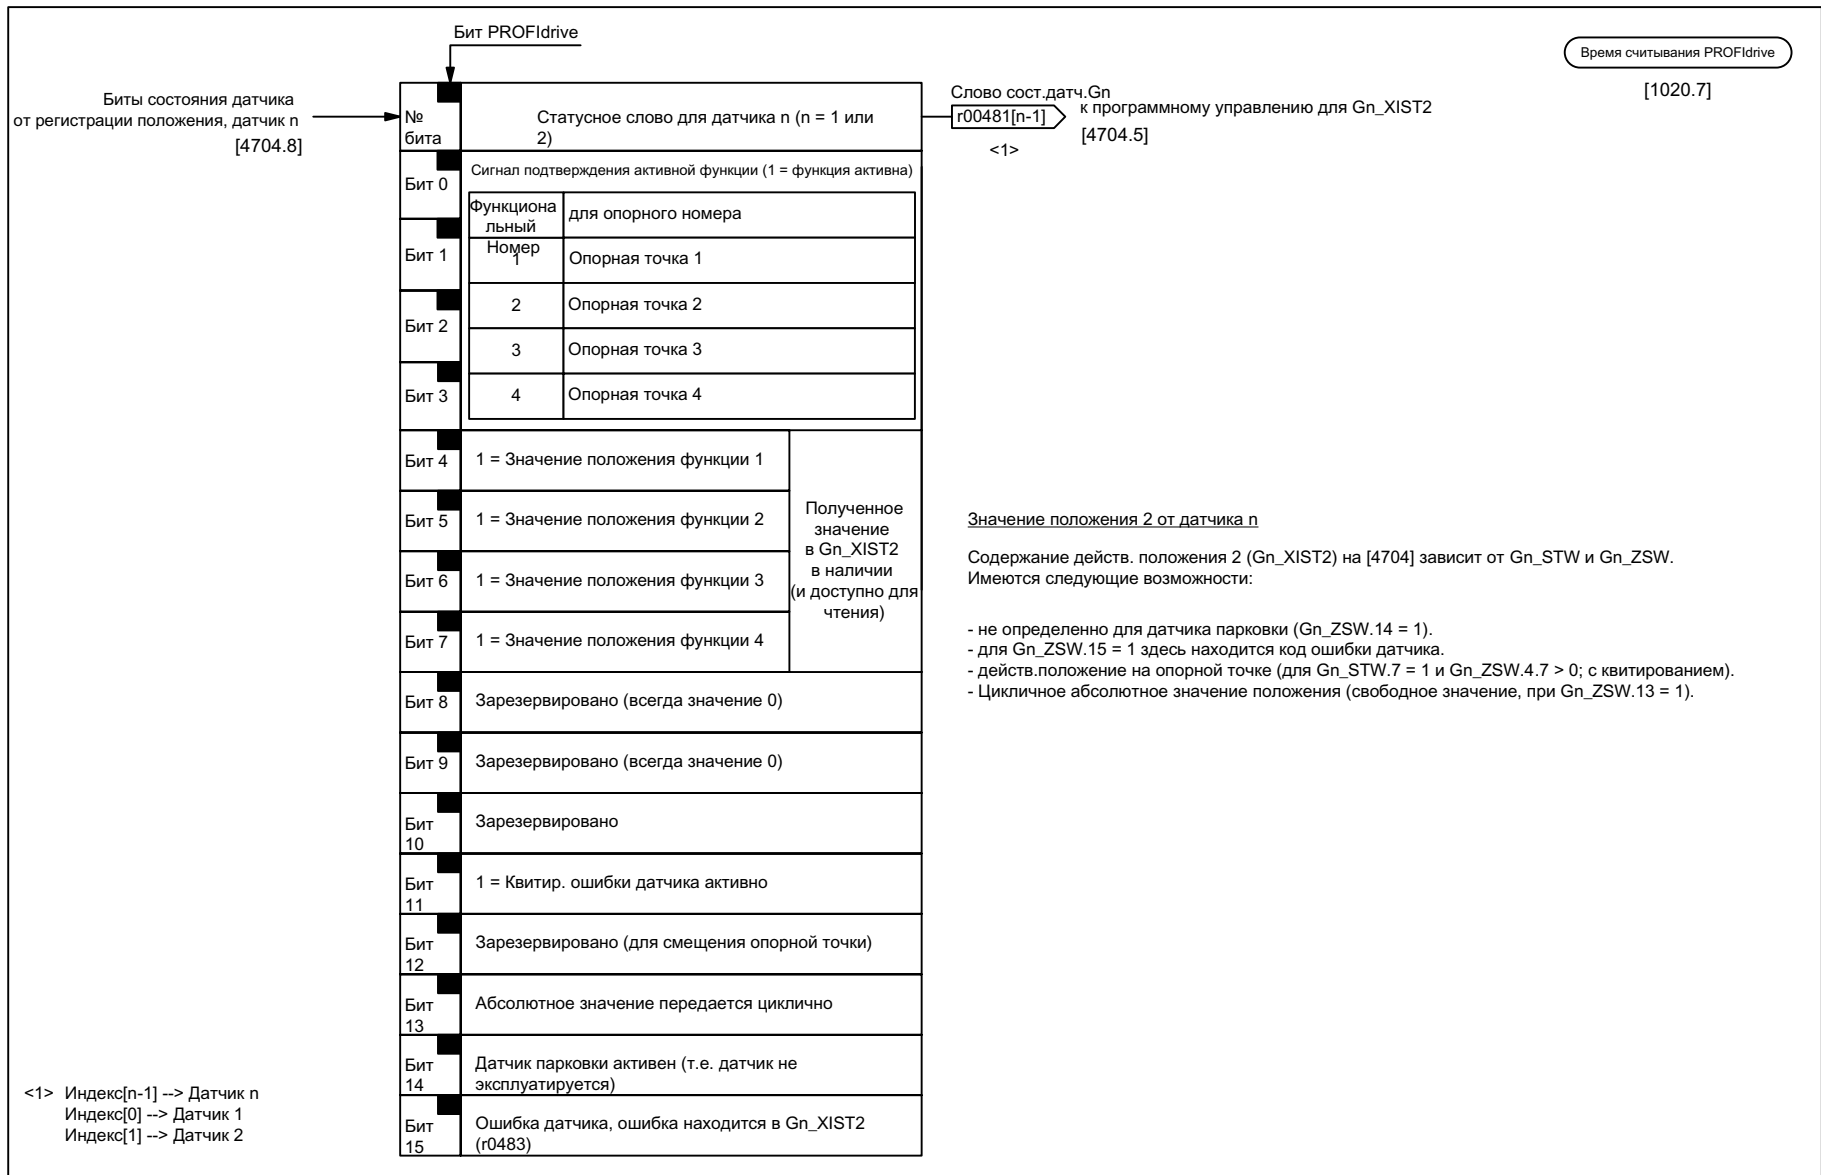 Бит PROFIdrive
Время считывания PROFIdrive
[1020.7]
Биты состояния датчика
от регистрации положения, датчик n
[4704.8]
№
бита
Статусное слово для датчика n (n = 1 или
2)
Слово сост.датч.Gn
r00481[n-1]
к программному управлению для Gn_XIST2
[4704.5]
<1>
Бит 0
Сигнал подтверждения активной функции (1 = функция активна)
Функциона
льный
Номер
для опорного номера
Бит 1
1
Опорная точка 1
Бит 2
2
Опорная точка 2
3
Опорная точка 3
Бит 3
4
Опорная точка 4
Бит 4
1 = Значение положения функции 1
Бит 5
1 = Значение положения функции 2
Бит 6
1 = Значение положения функции 3
Бит 7
1 = Значение положения функции 4
Полученное
значение
в Gn_XIST2
в наличии
(и доступно для
чтения)
Бит 8
Зарезервировано (всегда значение 0)
Бит 9
Зарезервировано (всегда значение 0)
Бит
10
Зарезервировано
Бит
11
1 = Квитир. ошибки датчика активно
Бит
12
Зарезервировано (для смещения опорной точки)
Бит
13
Абсолютное значение передается циклично
Бит
14
Датчик парковки активен (т.е. датчик не
эксплуатируется)
Бит
15
Ошибка датчика, ошибка находится в Gn_XIST2
(r0483)
Значение положения 2 от датчика n
Содержание действ. положения 2 (Gn_XIST2) на [4704] зависит от Gn_STW и Gn_ZSW.
Имеются следующие возможности:
- не определенно для датчика парковки (Gn_ZSW.14 = 1).
- для Gn_ZSW.15 = 1 здесь находится код ошибки датчика.
- действ.положение на опорной точке (для Gn_STW.7 = 1 и Gn_ZSW.4.7 > 0; с квитированием).
- Цикличное абсолютное значение положения (свободное значение, при Gn_ZSW.13 = 1).
<1> Индекс[n-1] --> Датчик n
Индекс[0] --> Датчик 1
Индекс[1] --> Датчик 2